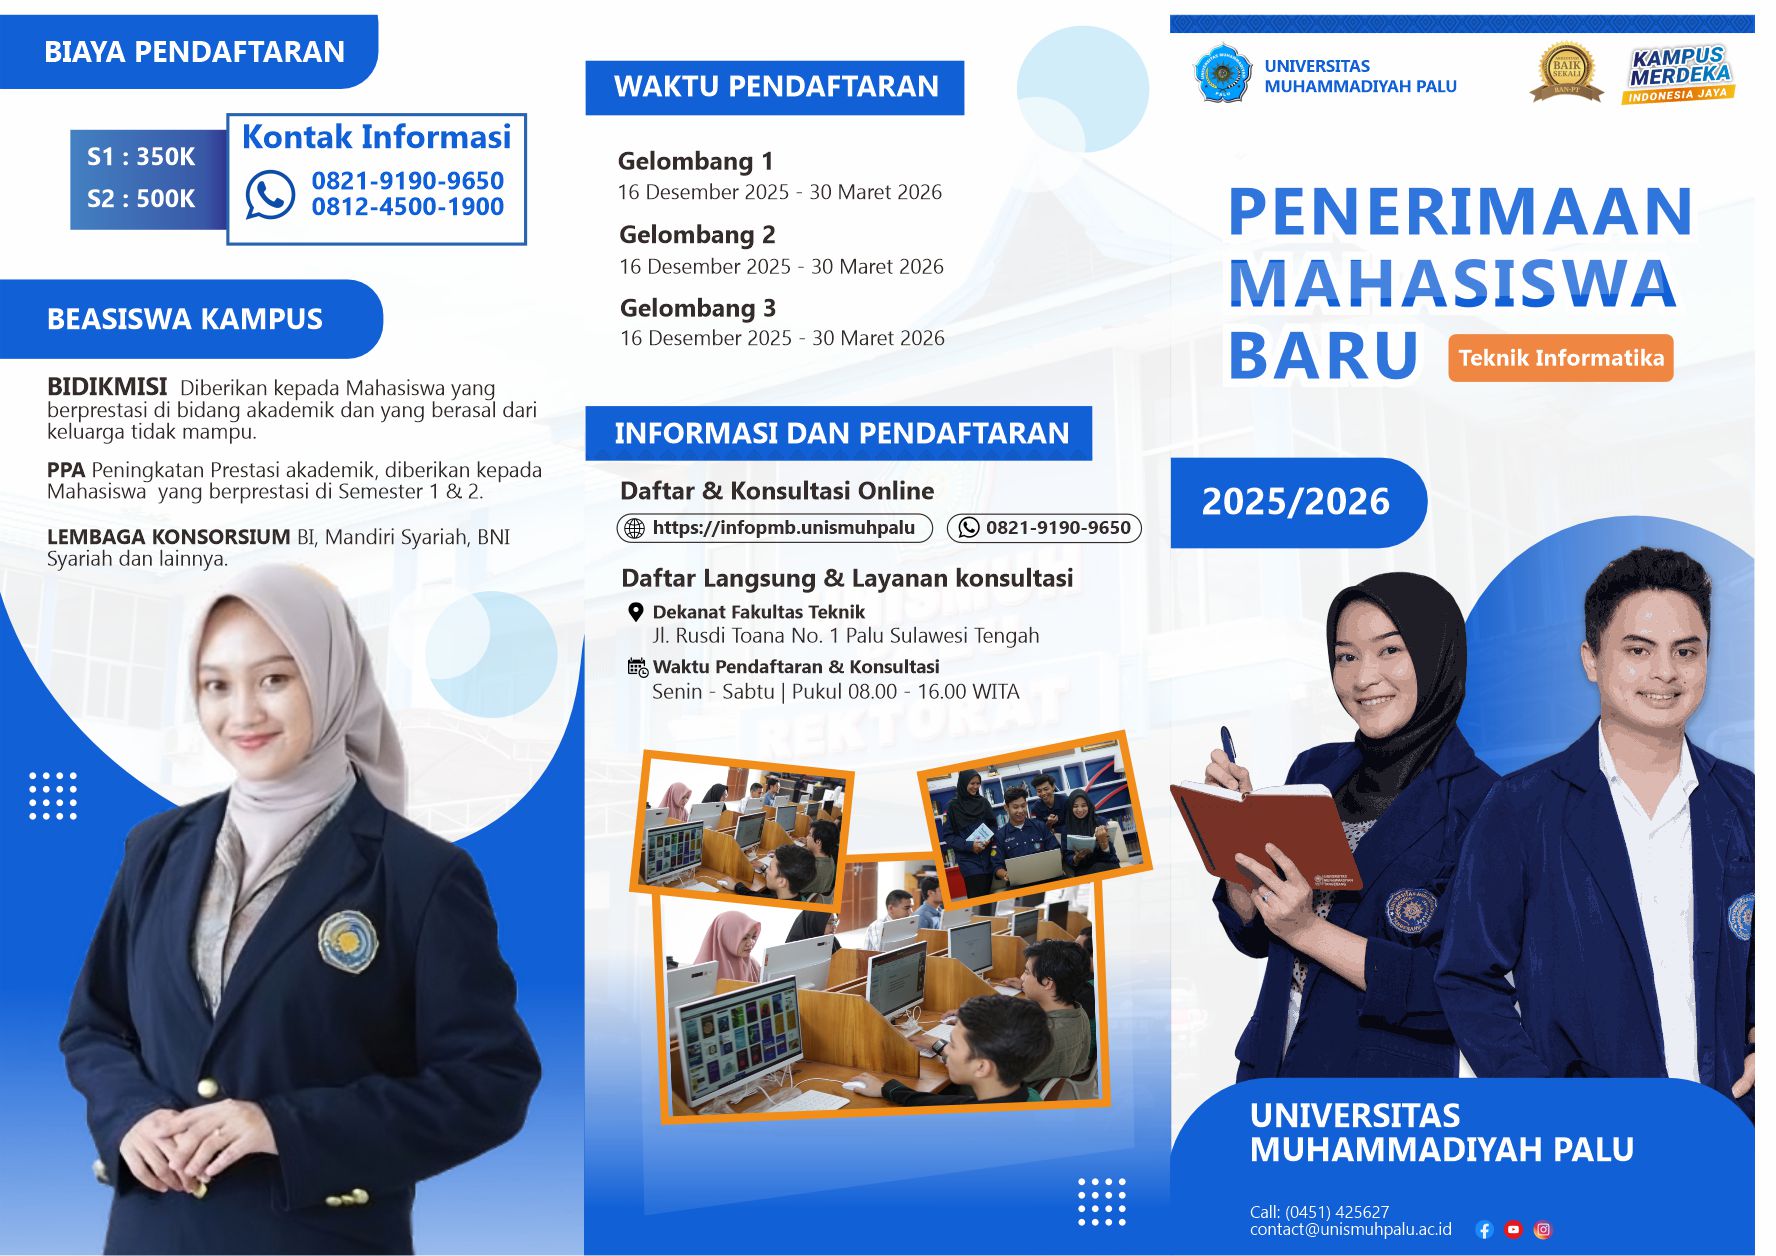 BIAYA PENDAFTARAN
S1 : 350K
S2 : 500K
Kontak Informasi
0821-9190-9650
0812-4500-1900
BEASISWA KAMPUS
BIDIKMISI Diberikan kepada Mahasiswa yang
berprestasi di bidang akademik dan yang berasal dari
keluarga tidak mampu.
PPA Peningkatan Prestasi akademik, diberikan kepada
Mahasiswa yang berprestasi di Semester 1 & 2.
LEMBAGA KONSORSIUM BI, Mandiri Syariah, BNI
Syariah dan lainnya.
WAKTU PENDAFTARAN
Gelombang 1
16 Desember 2025 - 30 Maret 2026
Gelombang 2
16 Desember 2025 - 30 Maret 2026
Gelombang 3
16 Desember 2025 - 30 Maret 2026
INFORMASI DAN PENDAFTARAN
Daftar & Konsultasi Online
https://infopmb.unismuhpalu
0821-9190-9650
Daftar Langsung & Layanan konsultasi
Dekanat Fakultas Teknik
Jl. Rusdi Toana No. 1 Palu Sulawesi Tengah
Waktu Pendaftaran & Konsultasi
Senin - Sabtu | Pukul 08.00 - 16.00 WITA
UNISMUH
REKTORAT
UNIVERSITAS
MUHAMMADIYAH PALU
BAIK
SEKALI
BAN-PT
KAMPUS
MERDEKA
INDONESIA JAYA
PENERIMAAN
MAHASISWA
BARU
Teknik Informatika
2025/2026
UNIVERSITAS
MUHAMMADIYAH
TANGERANG
UNIVERSITAS
MUHAMMADIYAH PALU
Call: (0451) 425627
contact@unismuhpalu.ac.id